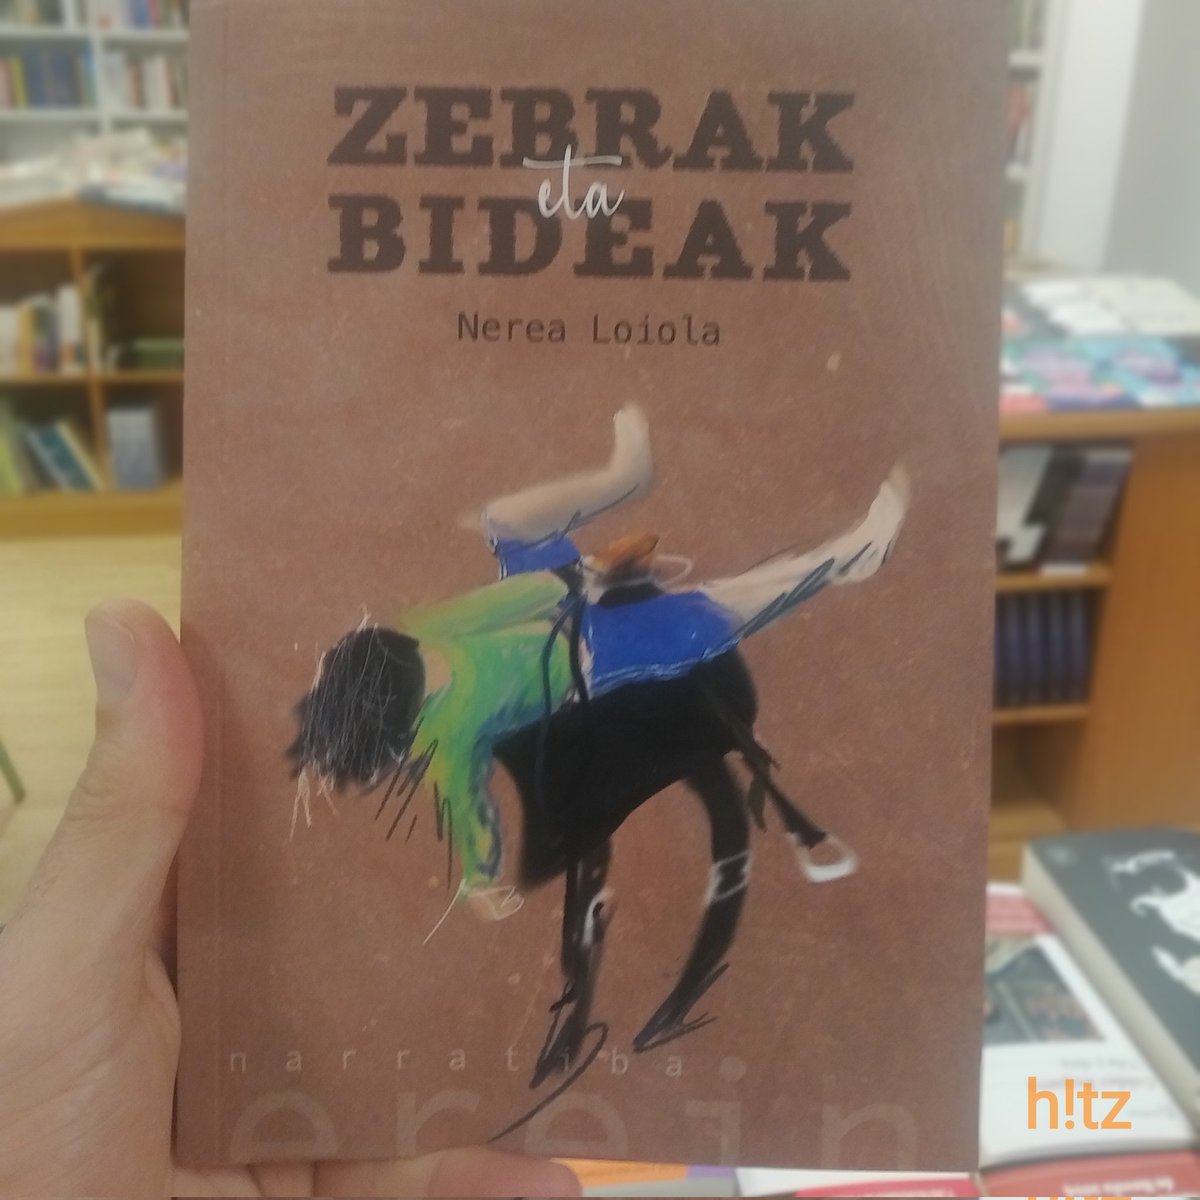 ZEBRAK
eta
BIDEAK
Nerea Loiola
narratiba
erein
h!tz